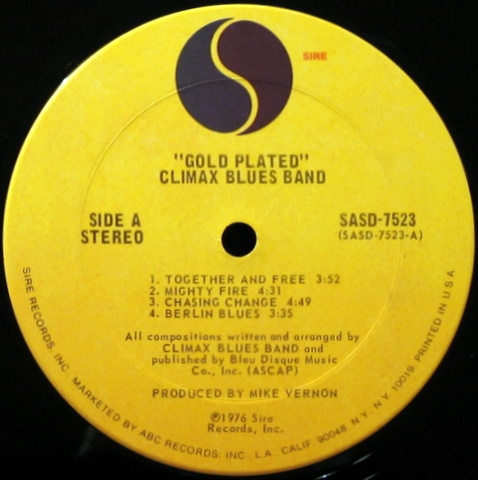 SIRE
"GOLD PLATED"
CLIMAX BLUES BAND
SIDE A
STEREO
SASD-7523
(SASD-7523-A)
1. TOGETHER AND FREE 3:52
2. MIGHTY FIRE 4:31
3. CHASING CHANGE 4:49
4. BERLIN BLUES 3:35
All compositions written and arranged by
CLIMAX BLUES BAND and
published by Bleu Disque Music
Co., Inc. (ASCAP)
PRODUCED BY MIKE VERNON
℗1976 Sire
Records, Inc.
SIRE RECORDS, INC. MARKETED BY ABC RECORDS, INC., L.A., CALIF. 90048 N.Y., N.Y. 10019 PRINTED IN U S A